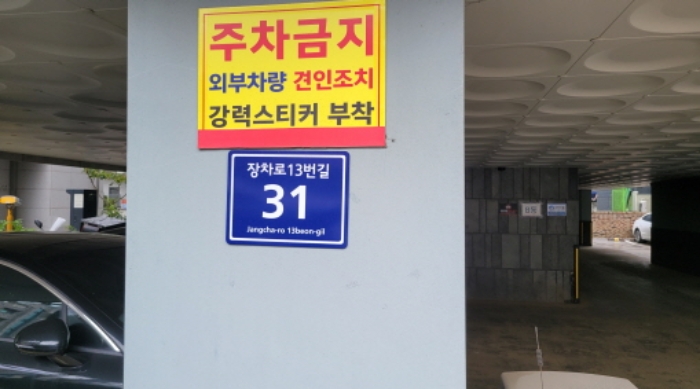 주차금지
외부차량 견인조치
강력스티커 부착
장차로13번길
31
Jangcha-ro 13beon-gil